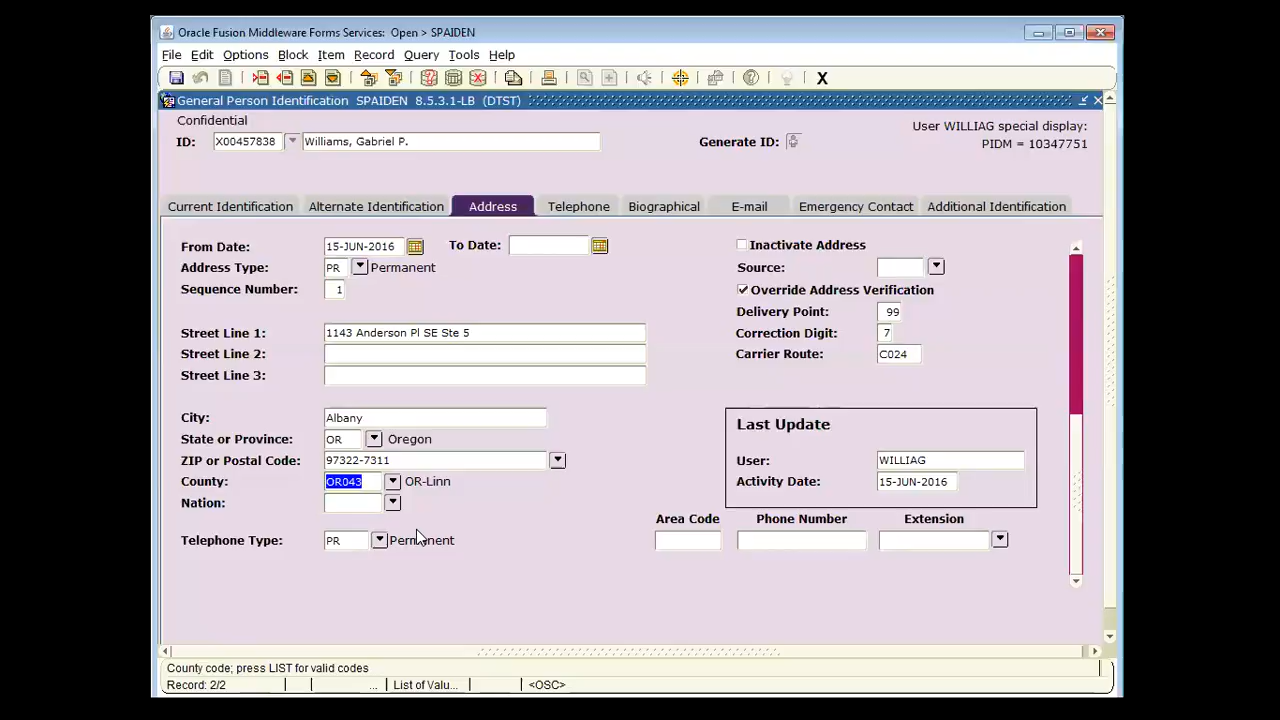 Oracle Fusion Middleware Forms Services: Open > SPAIDEN
File Edit Options Block Item Record Query Tools Help
General Person Identification SPAIDEN 8.5.3.1-LB (DTST)
Confidential
ID: X00457838 Williams, Gabriel P. Generate ID:
User WILLIAG special display:
PIDM = 10347751
Current Identification Alternate Identification Address Telephone Biographical E-mail Emergency Contact Additional Identification
From Date: 15-JUN-2016 To Date: Inactivate Address
Address Type: PR Permanent Source:
Sequence Number: 1 Override Address Verification
Delivery Point: 99
Street Line 1: 1143 Anderson Pl SE Ste 5 Correction Digit: 7
Street Line 2: Carrier Route: C024
Street Line 3:
City: Albany Last Update
State or Province: OR Oregon
ZIP or Postal Code: 97322-7311 User: WILLIAG
County: OR043 OR-Linn Activity Date: 15-JUN-2016
Nation:
Area Code Phone Number Extension
Telephone Type: PR Permanent
County code; press LIST for valid codes
Record: 2/2 ... List of Valu... <OSC>